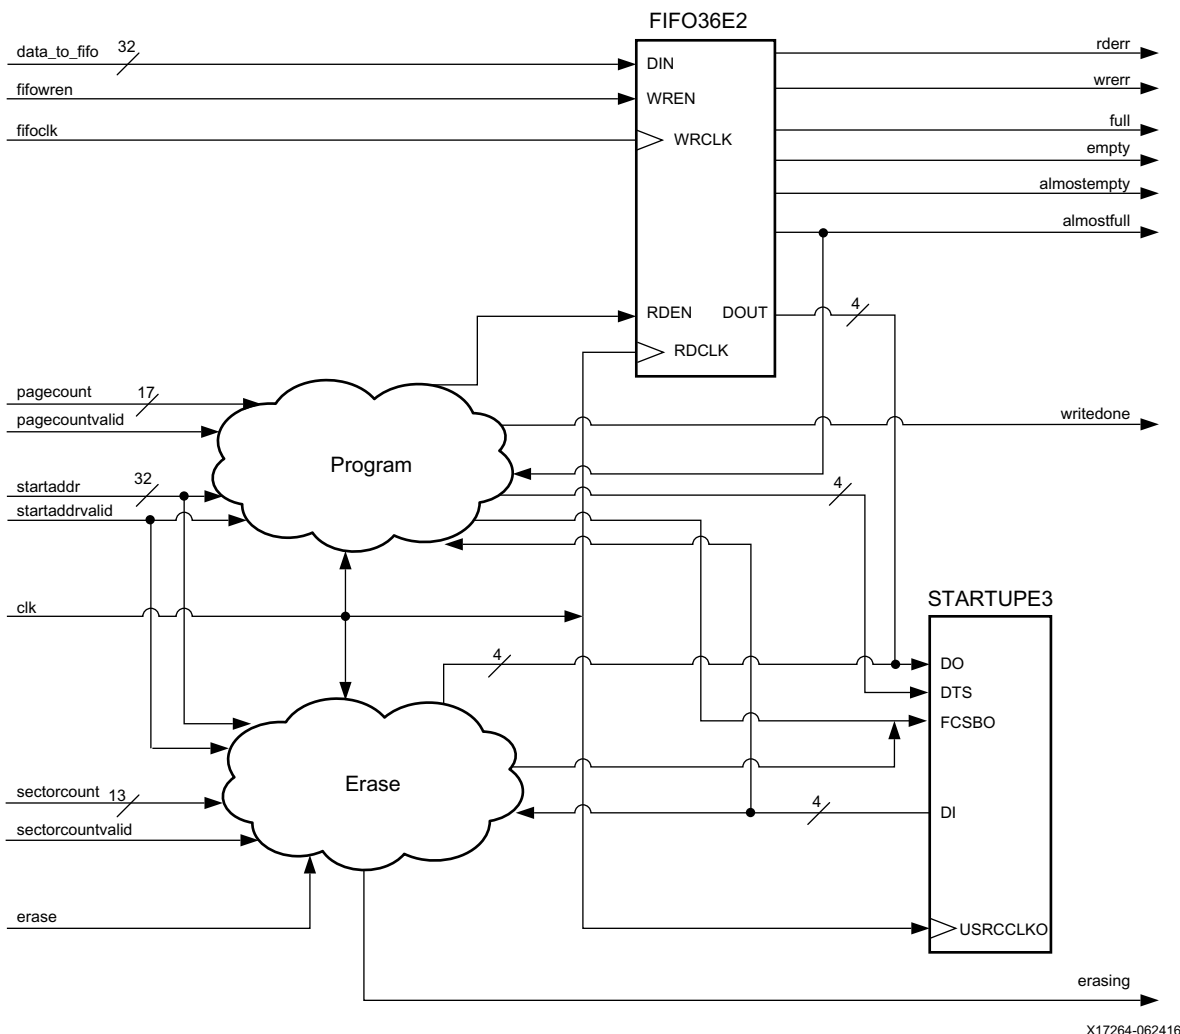 FIFO36E2
data_to_fifo
32
DIN
rderr
fifowren
WREN
wrerr
fifoclk
WRCLK
full
empty
almostempty
almostfull
RDEN
DOUT
4
RDCLK
pagecount
17
pagecountvalid
writedone
Program
startaddr
32
4
startaddrvalid
clk
STARTUPE3
4
DO
DTS
FCSBO
Erase
sectorcount
13
4
DI
sectorcountvalid
erase
USRCCLKO
erasing
X17264-062416